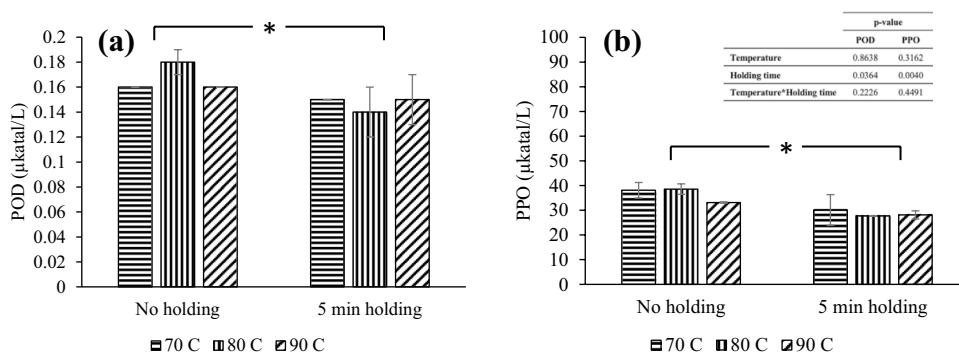 (a)
*
0.2
0.18
0.16
0.14
0.12
0.1
0.08
0.06
0.04
0.02
0
POD (µkatal/L)
No holding 5 min holding
70 C 80 C 90 C
(b)
p-value
POD PPO
Temperature 0.8638 0.3162
Holding time 0.0364 0.0040
Temperature*Holding time 0.2226 0.4491
*
100
90
80
70
60
50
40
30
20
10
0
PPO (µkatal/L)
No holding 5 min holding
70 C 80 C 90 C